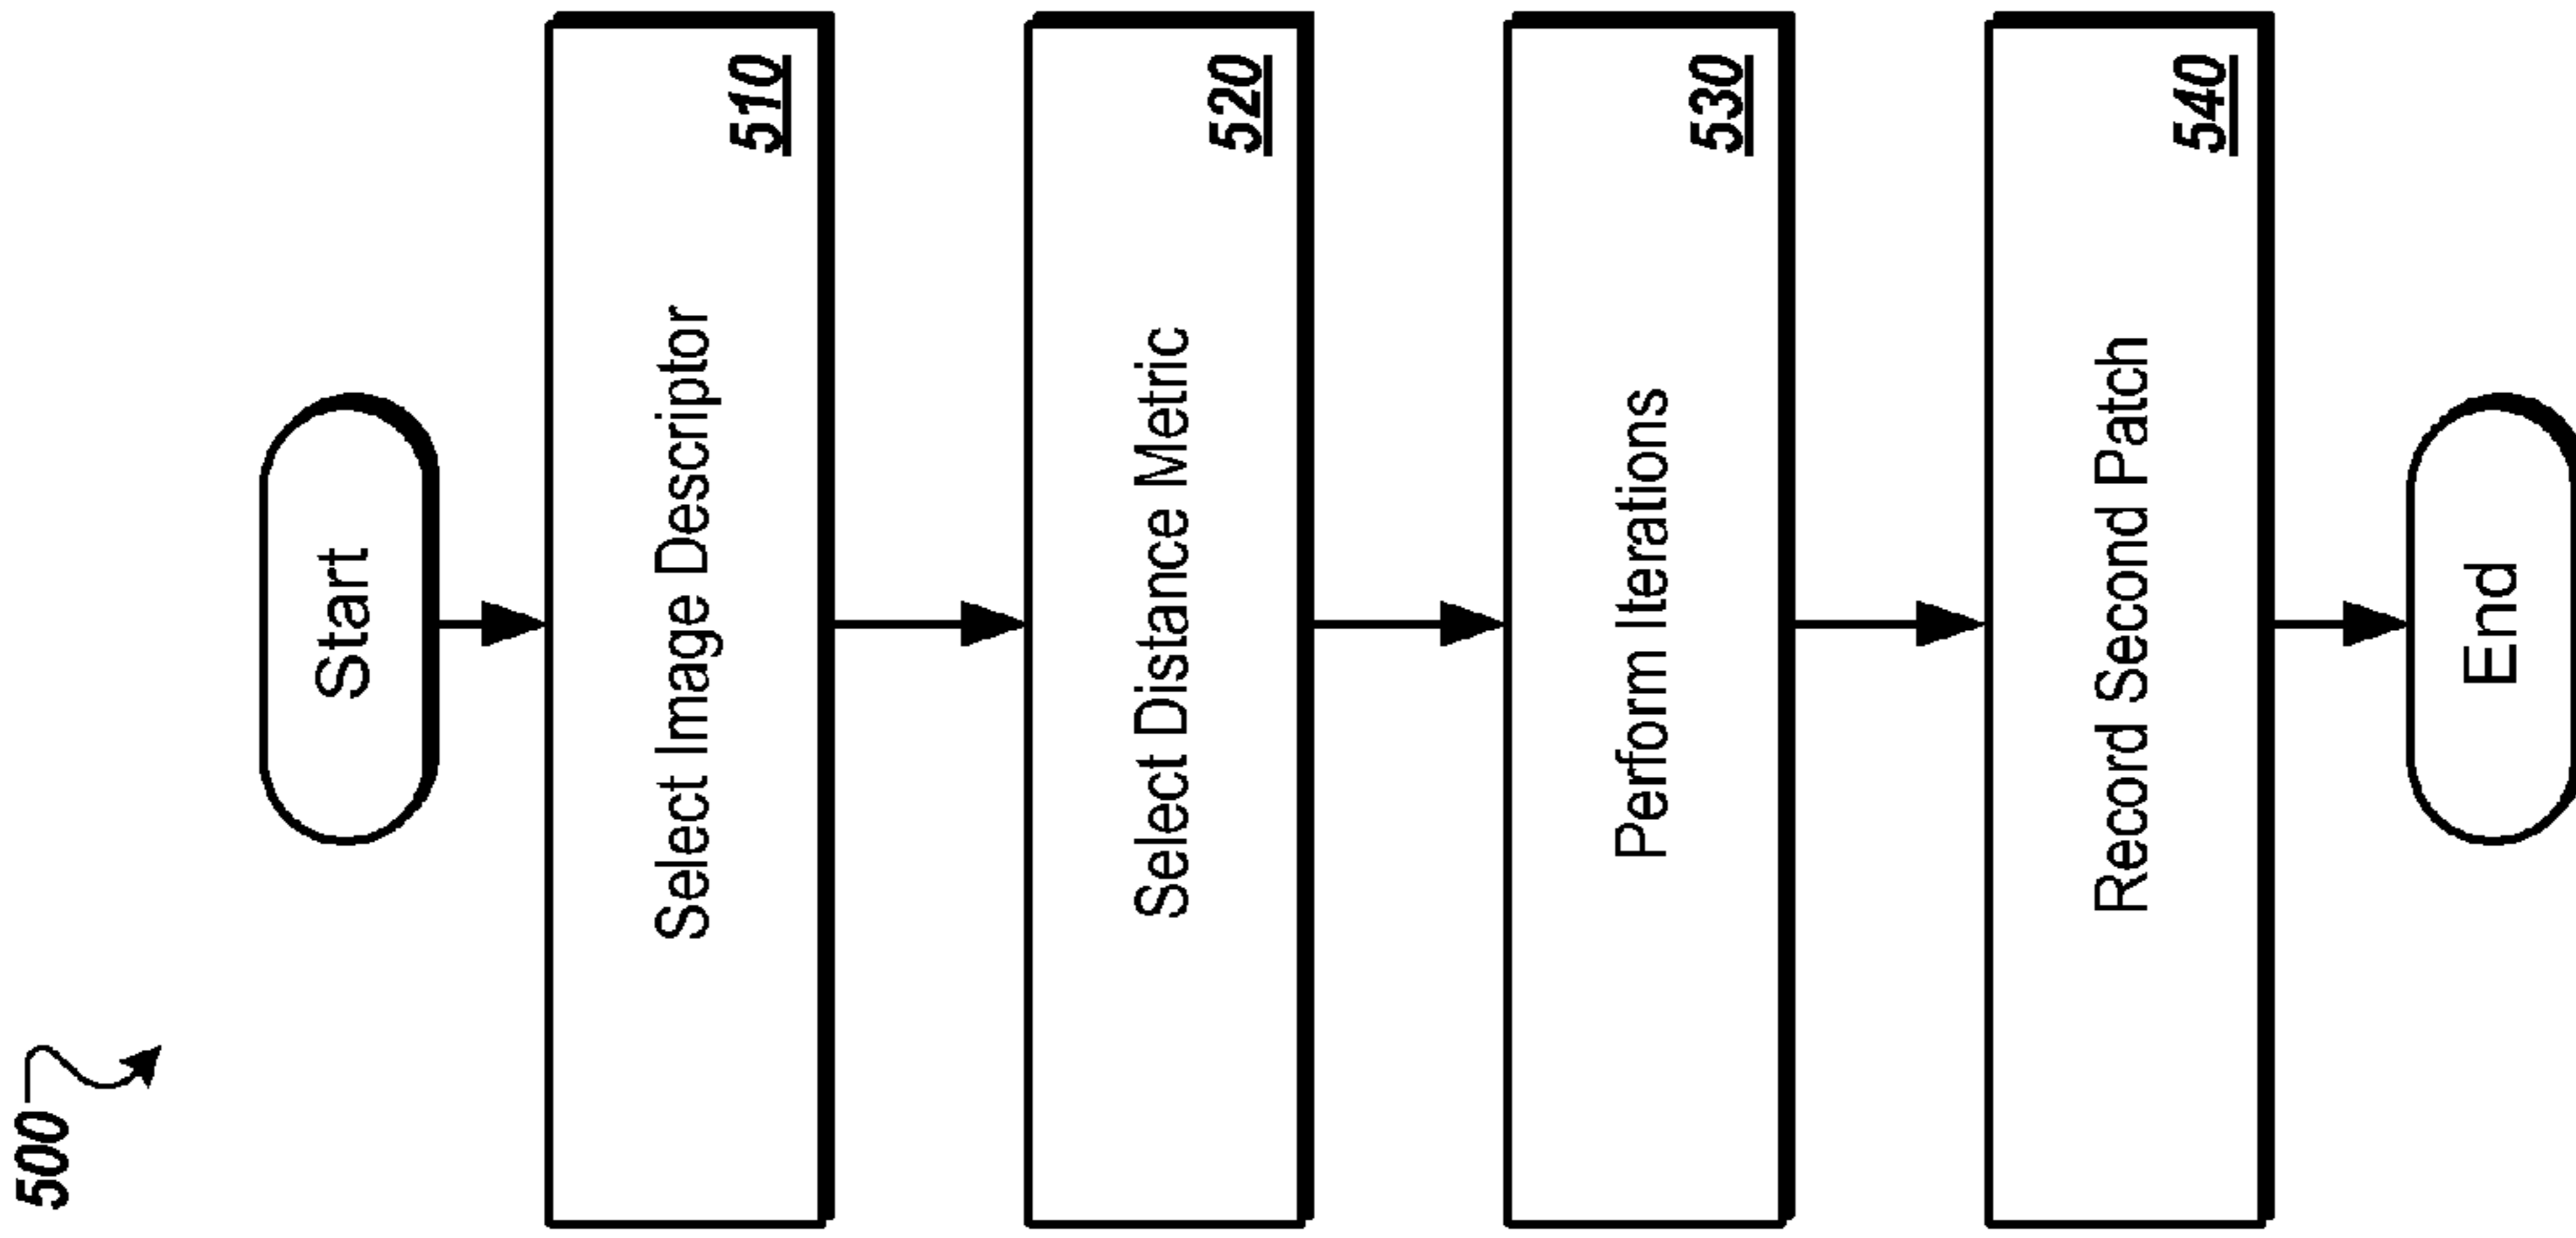 500
Start
Select Image Descriptor
510
Select Distance Metric
520
Perform Iterations
530
Record Second Patch
540
End